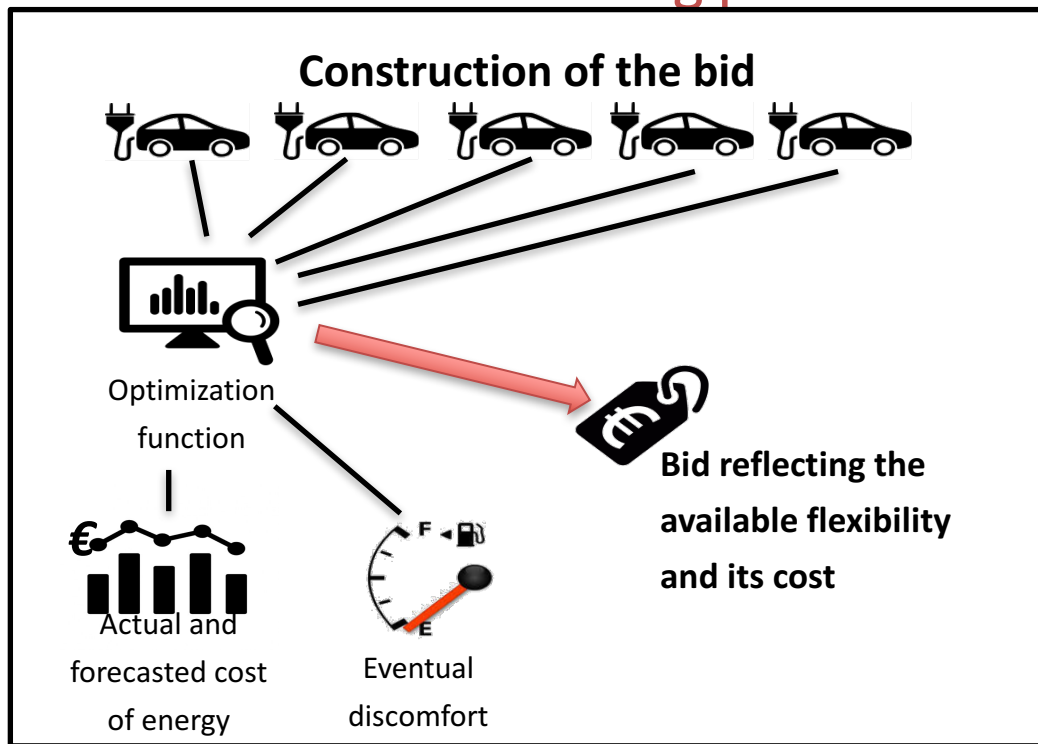 Construction of the bid
Optimization
function
€
Bid reflecting the
available flexibility
and its cost
€
F
E
Actual and
forecasted cost
of energy
Eventual
discomfort